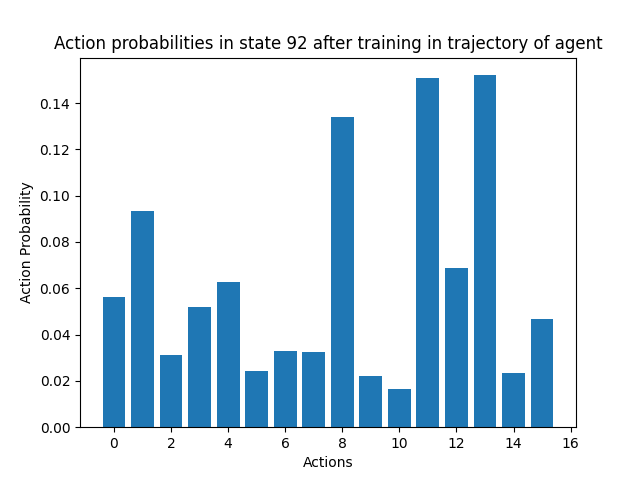 Action probabilities in state 92 after training in trajectory of agent
0.14
0.12
0.10
0.08
0.06
0.04
0.02
0.00
Action Probability
0 2 4 6 8 10 12 14 16
Actions